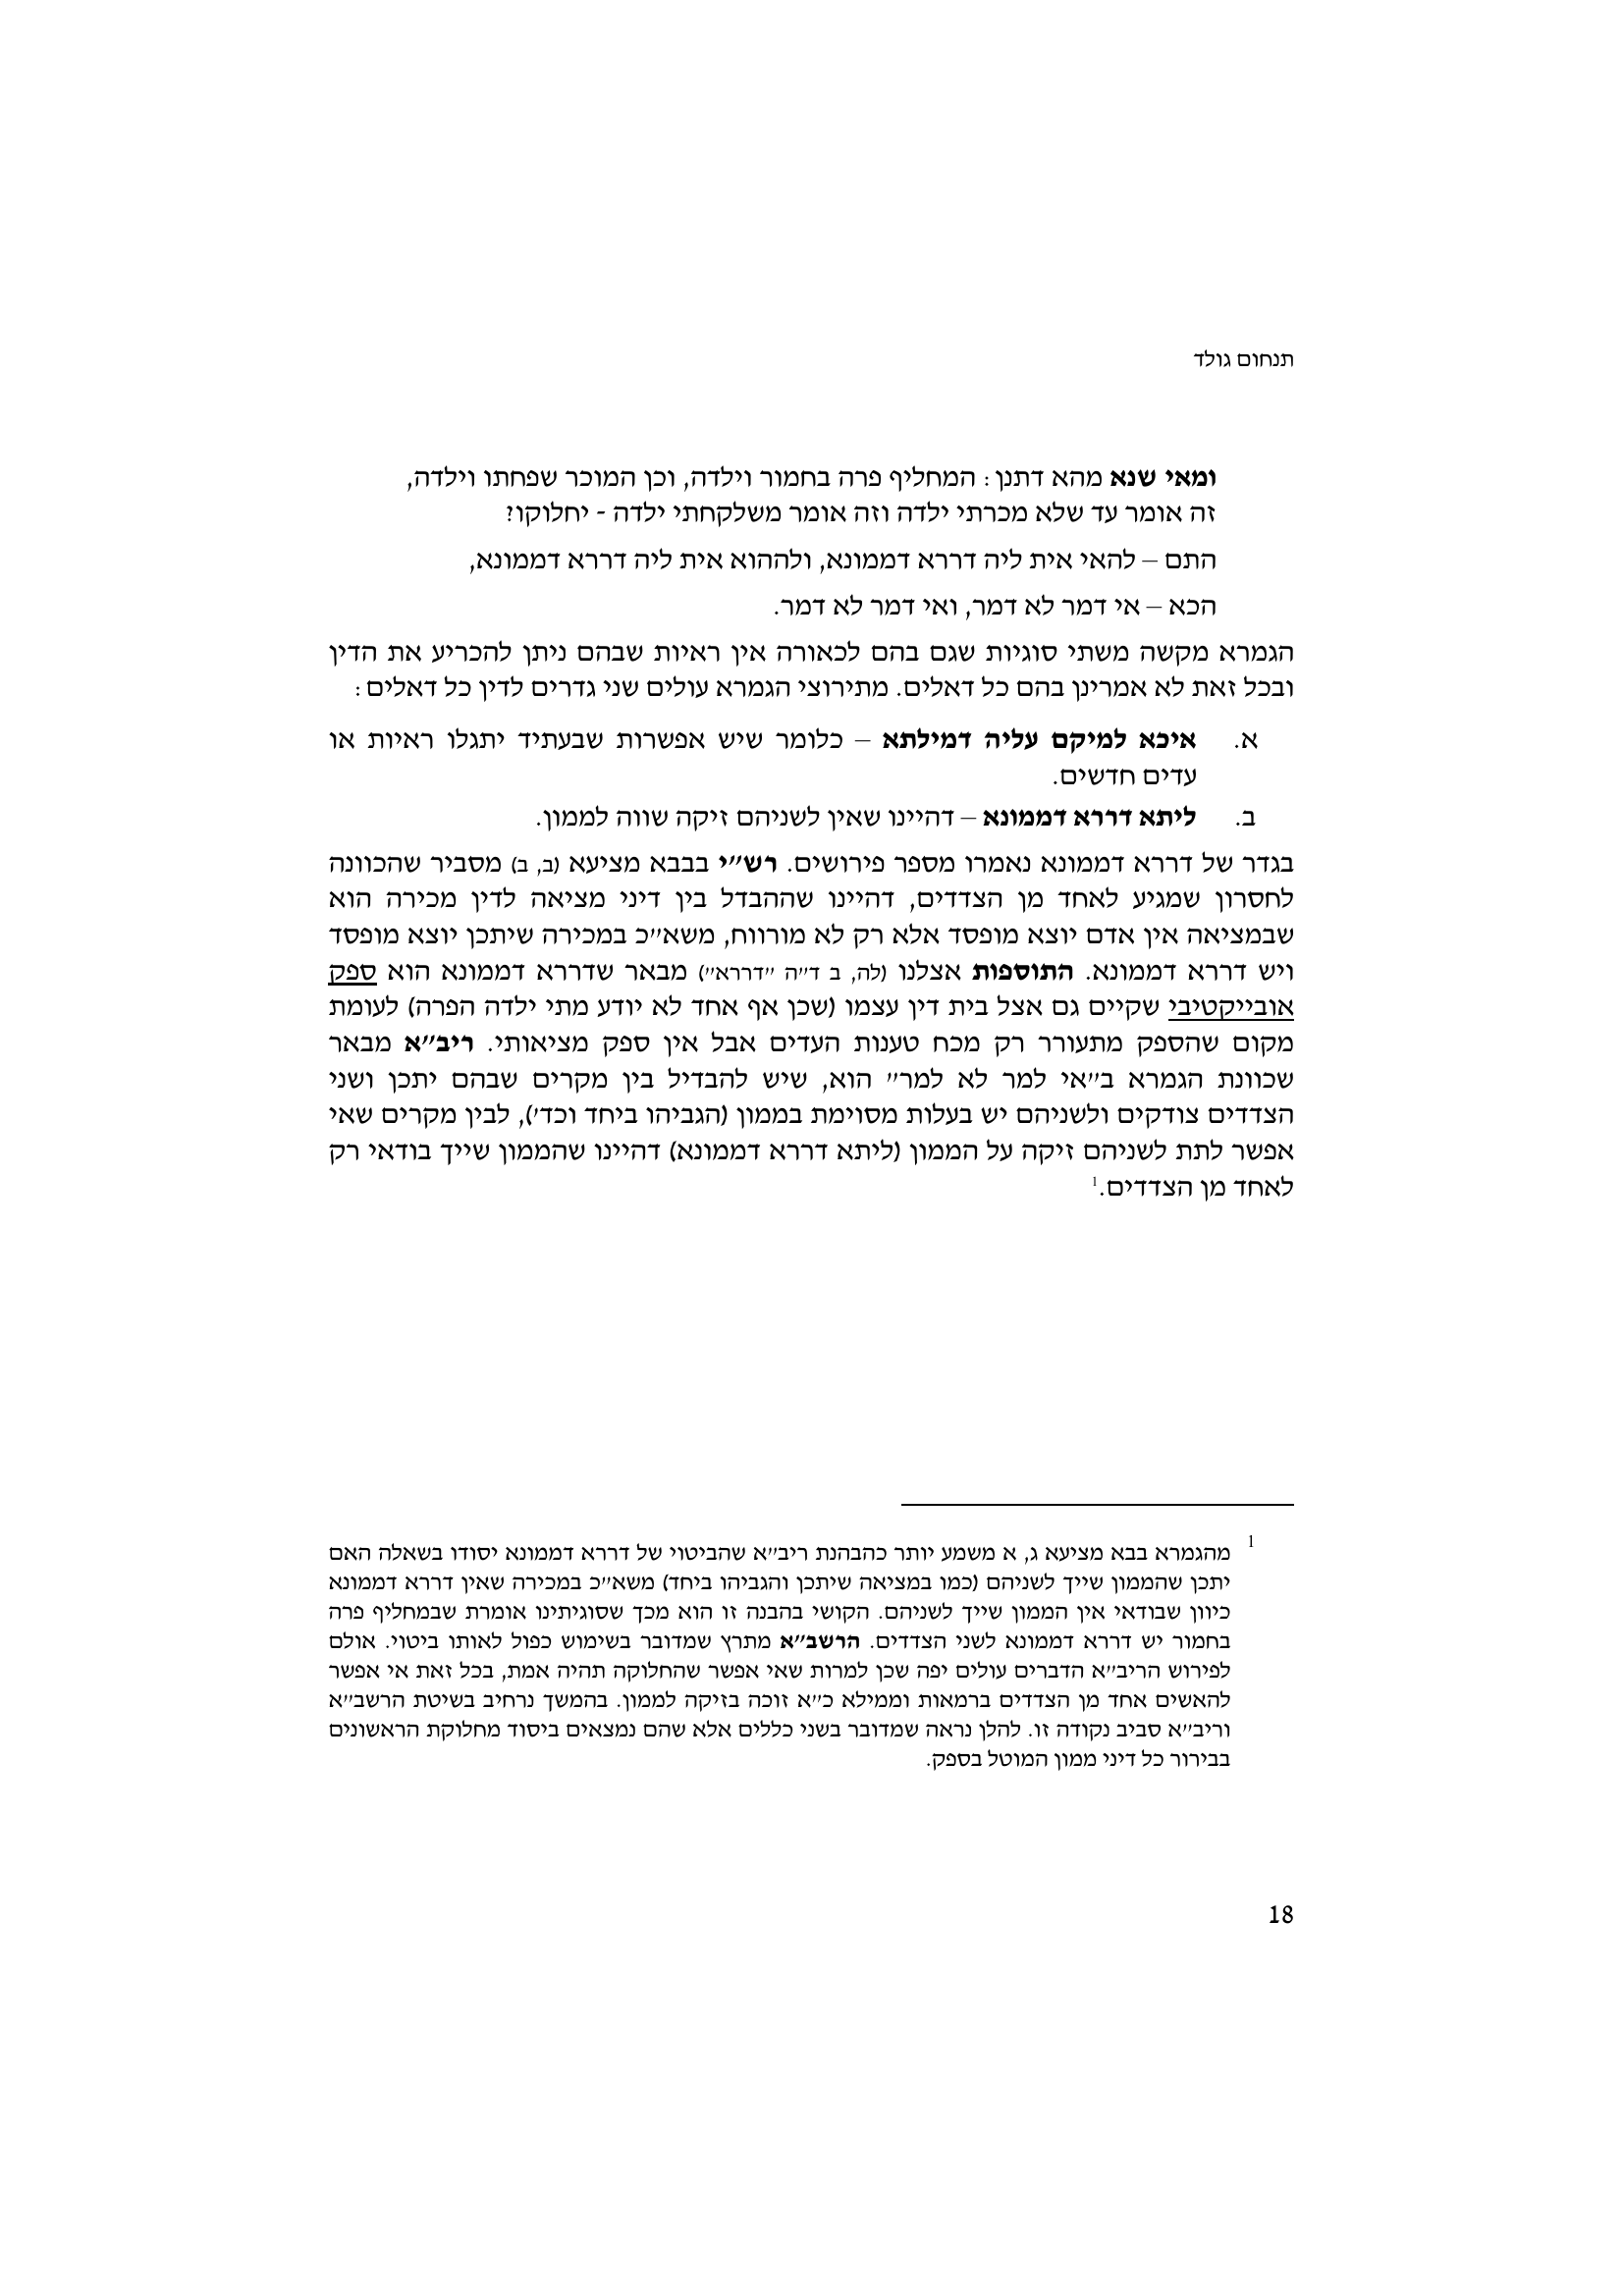 תנחום גולד
ומאי שנא מהא דתנן: המחליף פרה בחמור וילדה, וכן המוכר שפחתו וילדה,
זה אומר עד שלא מכרתי ילדה וזה אומר משלקחתי ילדה - יחלוקו?
התם – להאי אית ליה דררא דממונא, ולההוא אית ליה דררא דממונא,
הכא – אי דמר לא דמר, ואי דמר לא דמר.
הגמרא מקשה משתי סוגיות שגם בהם לכאורה אין ראיות שבהם ניתן להכריע את הדין
ובכל זאת לא אמרינן בהם כל דאלים. מתירוצי הגמרא עולים שני גדרים לדין כל דאלים:
א. איכא למיקם עליה דמילתא – כלומר שיש אפשרות שבעתיד יתגלו ראיות או
עדים חדשים.
ב. ליתא דררא דממונא – דהיינו שאין לשניהם זיקה שווה לממון.
בגדר של דררא דממונא נאמרו מספר פירושים. רש״י בבבא מציעא (ב, ב) מסביר שהכוונה
לחסרון שמגיע לאחד מן הצדדים, דהיינו שההבדל בין דיני מציאה לדין מכירה הוא
שבמציאה אין אדם יוצא מופסד אלא רק לא מורווח, משא״כ במכירה שיתכן יוצא מופסד
ויש דררא דממונא. התוספות אצלנו (לה, ב ד״ה ״דררא״) מבאר שדררא דממונא הוא ספק
אובייקטיבי שקיים גם אצל בית דין עצמו (שכן אף אחד לא יודע מתי ילדה הפרה) לעומת
מקום שהספק מתעורר רק מכח טענות העדים אבל אין ספק מציאותי. ריב״א מבאר
שכוונת הגמרא ב״אי למר לא למר״ הוא, שיש להבדיל בין מקרים שבהם יתכן ושני
הצדדים צודקים ולשניהם יש בעלות מסוימת בממון (הגביהו ביחד וכד׳), לבין מקרים שאי
אפשר לתת לשניהם זיקה על הממון (ליתא דררא דממונא) דהיינו שהממון שייך בודאי רק
לאחד מן הצדדים.1
1 מהגמרא בבא מציעא ג, א משמע יותר כהבהנת ריב״א שהביטוי של דררא דממונא יסודו בשאלה האם
יתכן שהממון שייך לשניהם (כמו במציאה שיתכן והגביהו ביחד) משא״כ במכירה שאין דררא דממונא
כיוון שבודאי אין הממון שייך לשניהם. הקושי בהבנה זו הוא מכך שסוגיתינו אומרת שבמחליף פרה
בחמור יש דררא דממונא לשני הצדדים. הרשב״א מתרץ שמדובר בשימוש כפול לאותו ביטוי. אולם
לפירוש הריב״א הדברים עולים יפה שכן למרות שאי אפשר שהחלוקה תהיה אמת, בכל זאת אי אפשר
להאשים אחד מן הצדדים ברמאות וממילא כ״א זוכה בזיקה לממון. בהמשך נרחיב בשיטת הרשב״א
וריב״א סביב נקודה זו. להלן נראה שמדובר בשני כללים אלא שהם נמצאים ביסוד מחלוקת הראשונים
בבירור כל דיני ממון המוטל בספק.
18